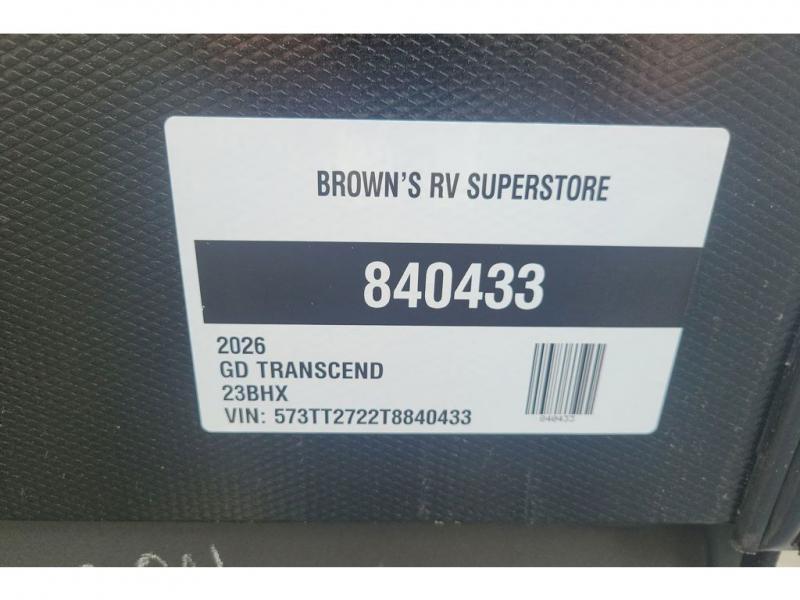 BROWN'S RV SUPERSTORE
840433
2026
GD TRANSCEND
23BHX
VIN: 573TT2722T8840433
840433